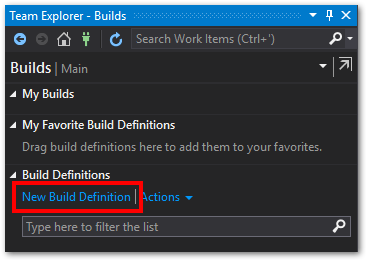 Team Explorer - Builds
Search Work Items (Ctrl+')
Builds | Main
My Builds
My Favorite Build Definitions
Drag build definitions here to add them to your favorites.
Build Definitions
New Build Definition | Actions
Type here to filter the list